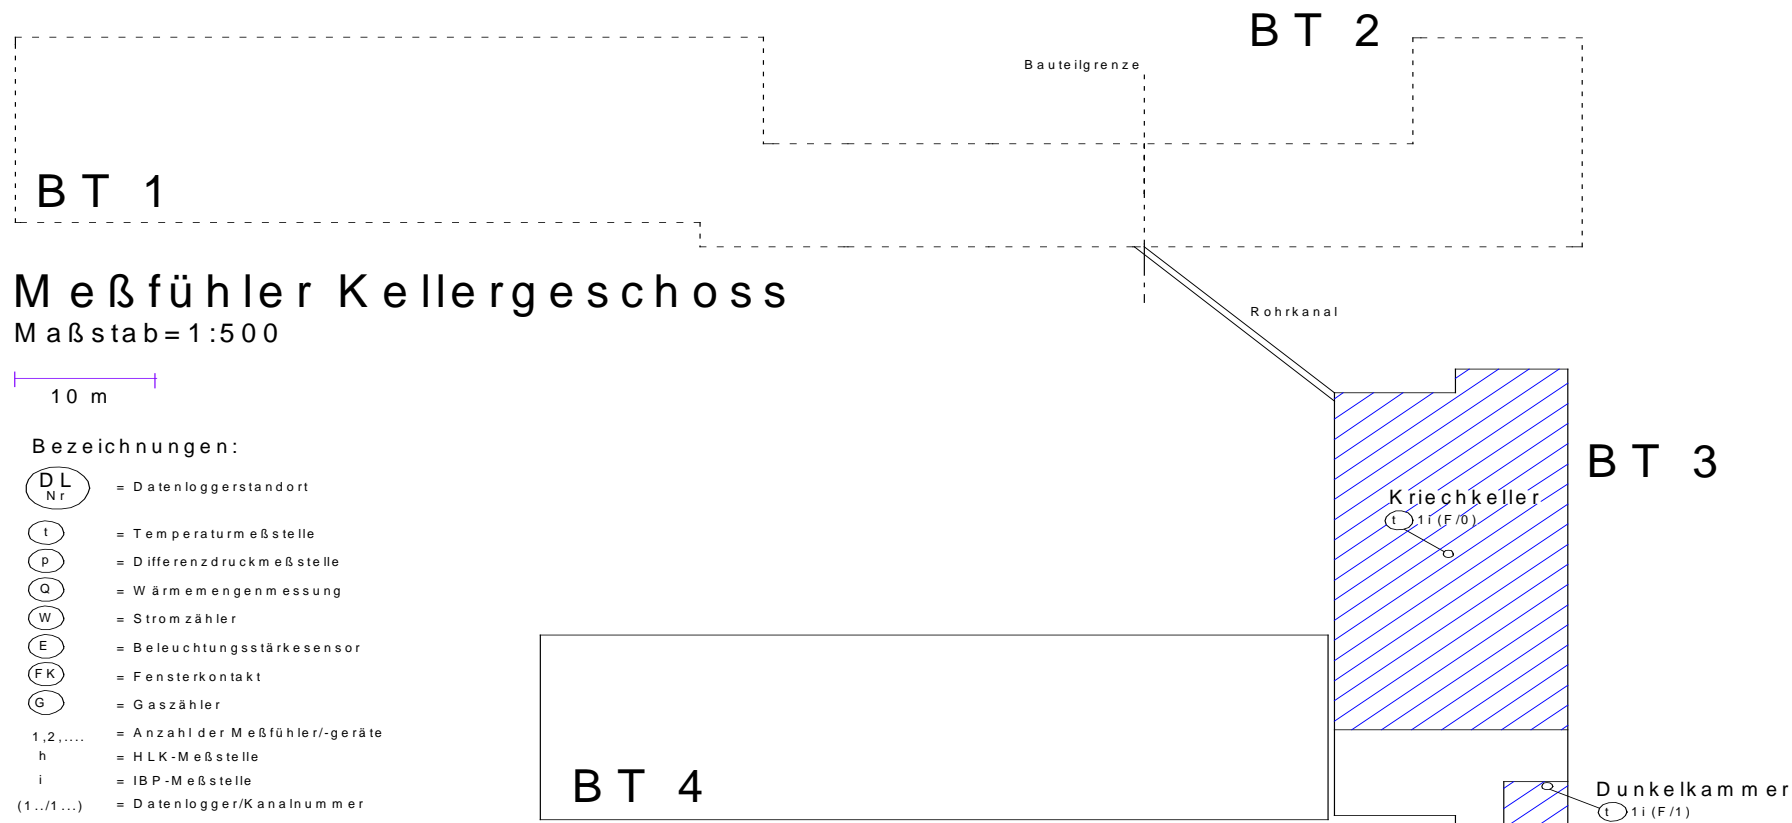 BT 2
Bauteilgrenze
BT 1
Meßfühler Kellergeschoss
Maßstab=1:500
Rohrkanal
10 m
Bezeichnungen:
BT 3
DL
Nr
= Datenloggerstandort
Kriechkeller
t 1i (F/0)
t = Temperaturmeßstelle
p = Differenzdruckmeßstelle
Q = Wärmemengenmessung
W = Stromzähler
E = Beleuchtungsstärkesensor
FK = Fensterkontakt
G = Gaszähler
1,2,.... = Anzahl der Meßfühler/-geräte
h = HLK-Meßstelle
i = IBP-Meßstelle
(1../1...) = Datenlogger/Kanalnummer
BT 4
Dunkelkammer
t 1i (F/1)